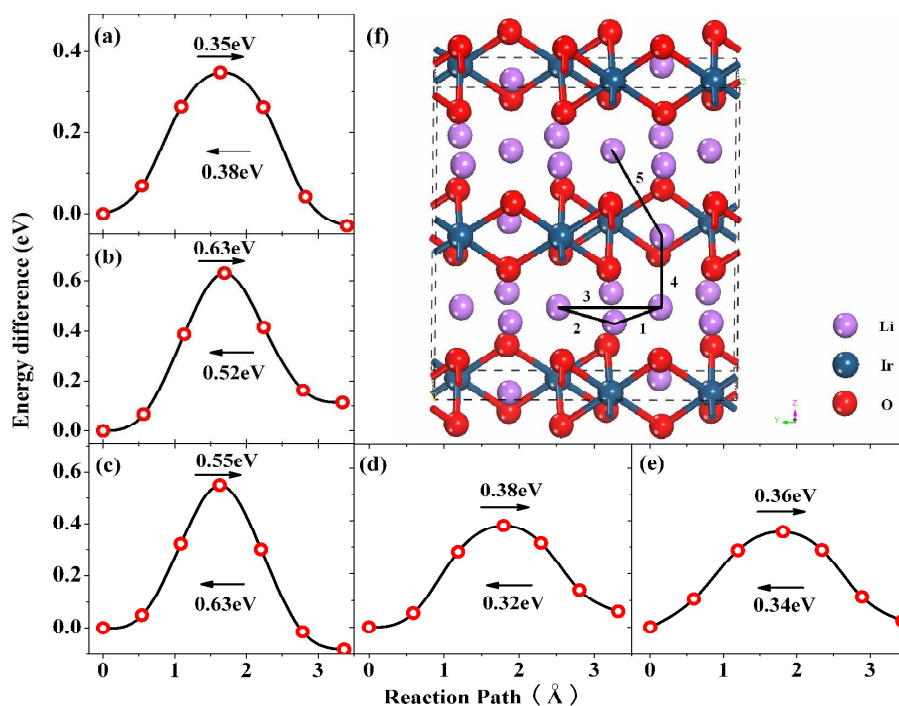 (a)
0.35eV
0.38eV
0.4
0.2
0.0
(b)
0.63eV
0.52eV
0.6
0.4
0.2
0.0
(c)
0.55eV
0.63eV
0.6
0.4
0.2
0.0
0 1 2 3
(d)
0.38eV
0.32eV
0 1 2 3
(e)
0.36eV
0.34eV
0 1 2 3
Energy difference (eV)
Reaction Path ( Å )
(f)
5
4
3
2
1
Li
Ir
O
Z
Y